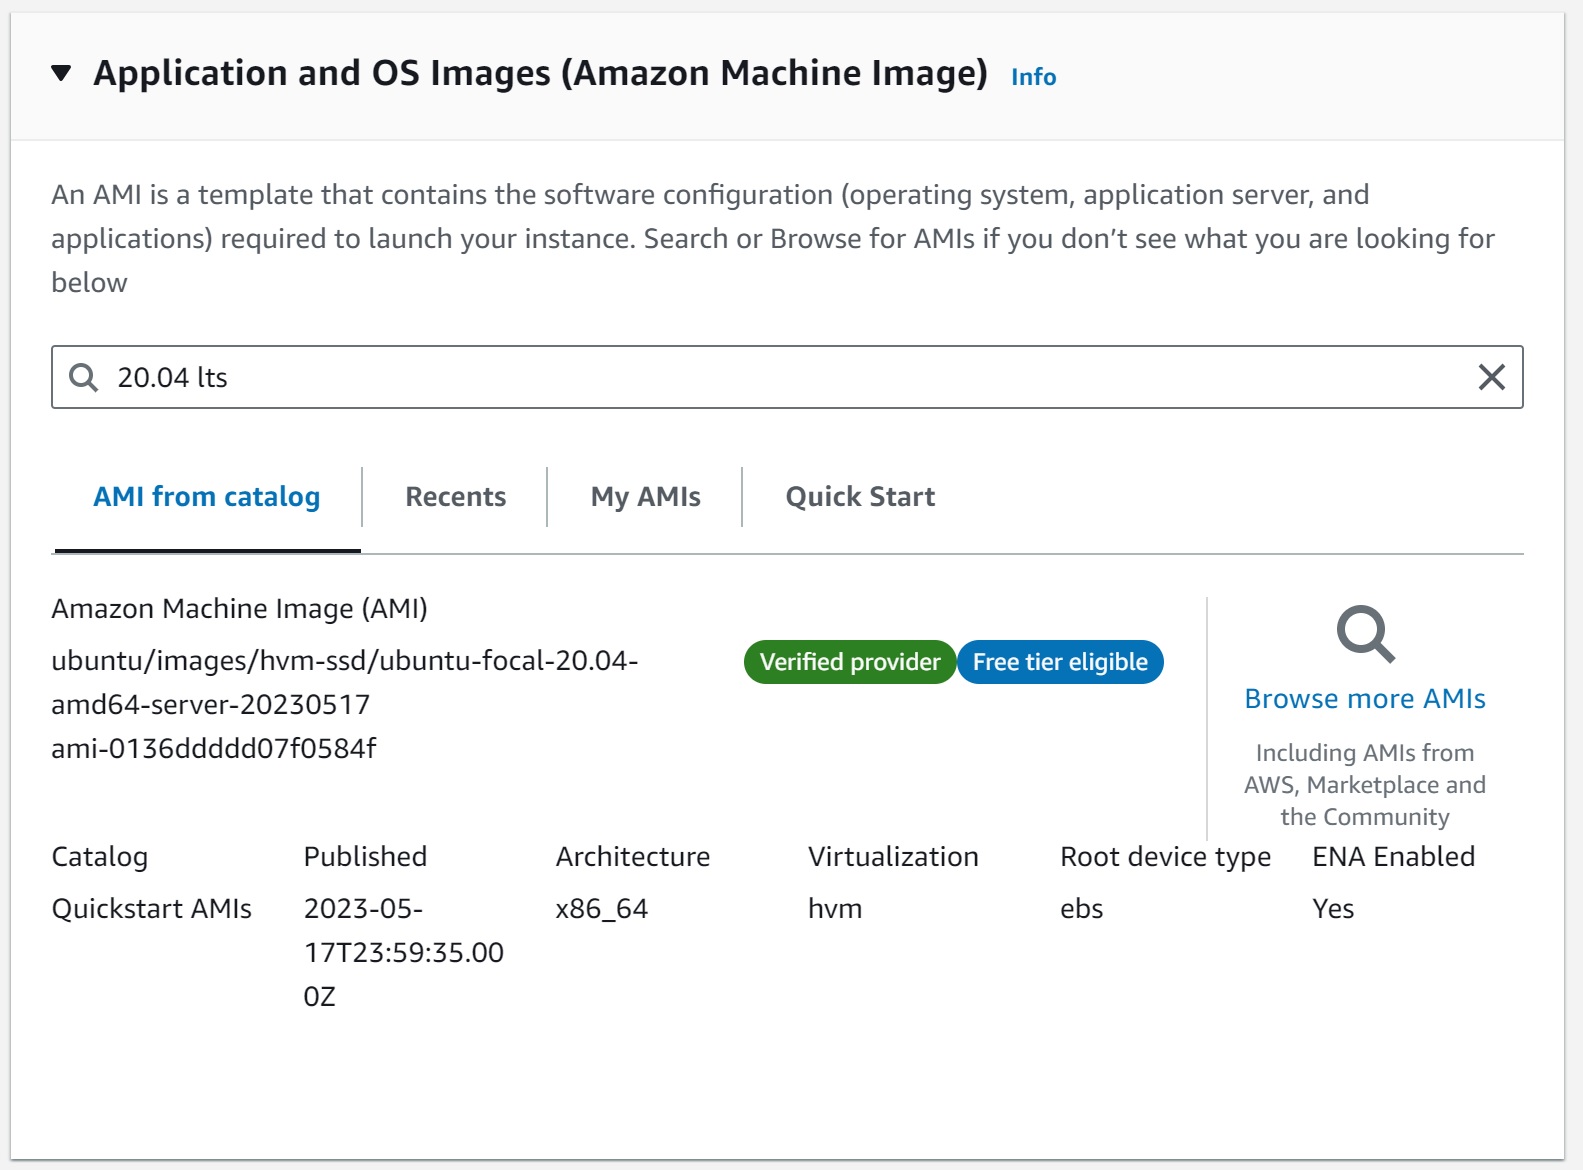 Application and OS Images (Amazon Machine Image) Info
An AMI is a template that contains the software configuration (operating system, application server, and
applications) required to launch your instance. Search or Browse for AMIs if you don’t see what you are looking for
below
20.04 lts
AMI from catalog
Recents
My AMIs
Quick Start
Amazon Machine Image (AMI)
ubuntu/images/hvm-ssd/ubuntu-focal-20.04-
amd64-server-20230517
ami-0136ddddd07f0584f
Verified provider
Free tier eligible
Browse more AMIs
Including AMIs from
AWS, Marketplace and
the Community
Catalog
Quickstart AMIs
Published
2023-05-
17T23:59:35.00
0Z
Architecture
x86_64
Virtualization
hvm
Root device type
ebs
ENA Enabled
Yes